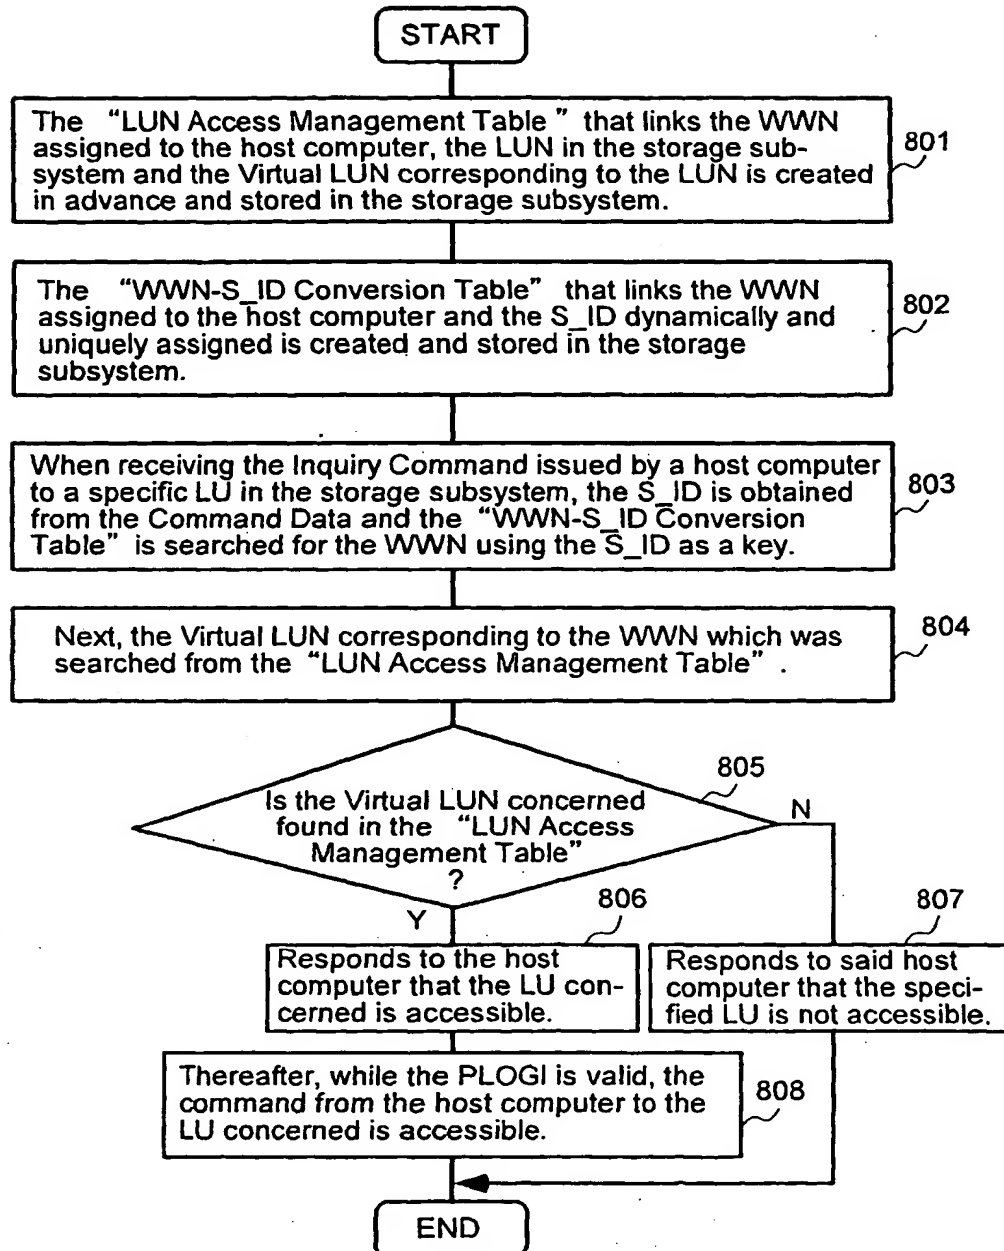 START
The “LUN Access Management Table ” that links the WWN
assigned to the host computer, the LUN in the storage sub-
system and the Virtual LUN corresponding to the LUN is created
in advance and stored in the storage subsystem.
801
The “WWN-S_ID Conversion Table” that links the WWN
assigned to the host computer and the S_ID dynamically and
uniquely assigned is created and stored in the storage
subsystem.
802
When receiving the Inquiry Command issued by a host computer
to a specific LU in the storage subsystem, the S_ID is obtained
from the Command Data and the “WWN-S_ID Conversion
Table” is searched for the WWN using the S_ID as a key.
803
Next, the Virtual LUN corresponding to the WWN which was
searched from the “LUN Access Management Table” .
804
805
Is the Virtual LUN concerned
found in the “LUN Access
Management Table”
?
N
Y
806
807
Responds to the host
computer that the LU con-
cerned is accessible.
Responds to said host
computer that the speci-
fied LU is not accessible.
Thereafter, while the PLOGI is valid, the
command from the host computer to the
LU concerned is accessible.
808
END